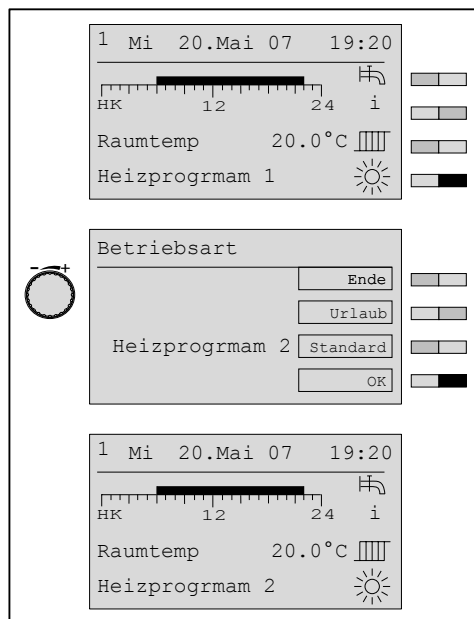 1 Mi 20.Mai 07 19:20
HK 12 24 i
Raumtemp 20.0°C
Heizprogrmam 1
Betriebsart
- +
Ende
Urlaub
Heizprogrmam 2 Standard
OK
1 Mi 20.Mai 07 19:20
HK 12 24 i
Raumtemp 20.0°C
Heizprogrmam 2